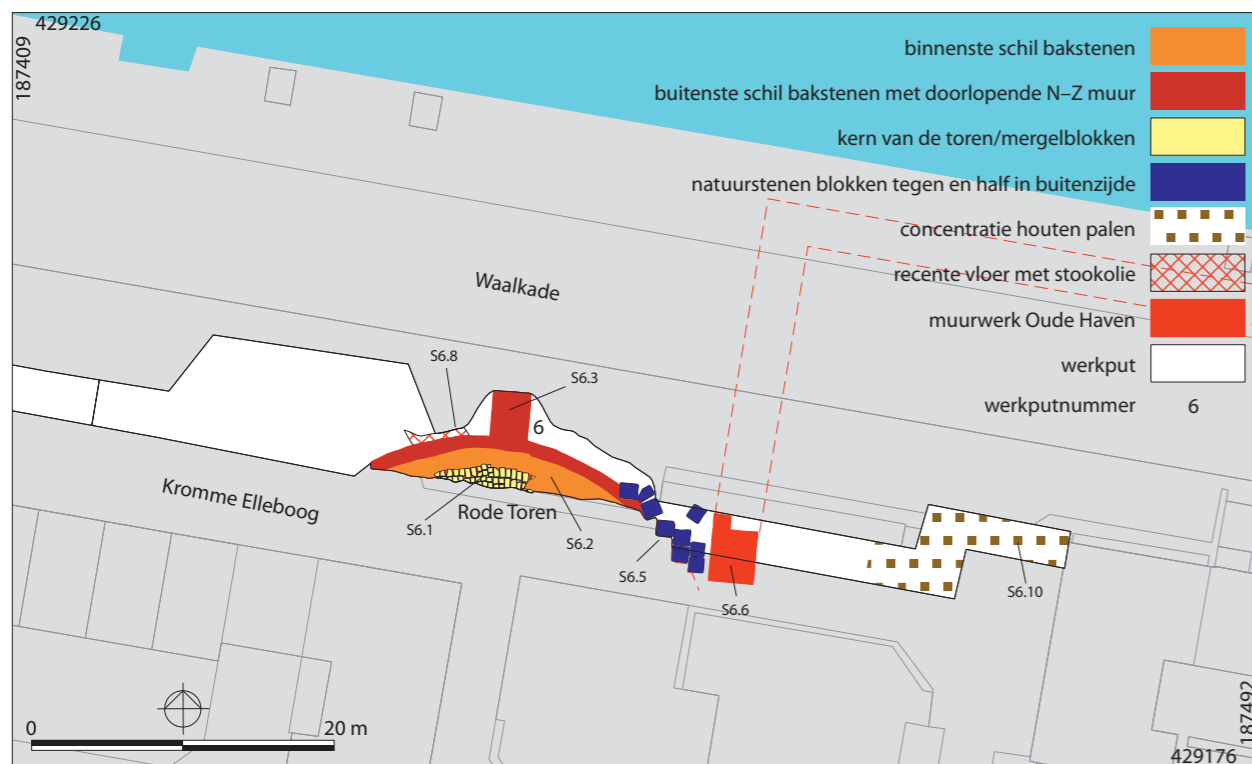 429226
187409
binnenste schil bakstenen
buitenste schil bakstenen met doorlopende N–Z muur
kern van de toren/mergelblokken
natuurstenen blokken tegen en half in buitenzijde
concentratie houten palen
recente vloer met stookolie
muurwerk Oude Haven
werkput
werkputnummer 6
Waalkade
S6.8
S6.3
6
Kromme Elleboog
S6.1
Rode Toren
S6.2
S6.5
S6.6
S6.10
0 20 m
187492
429176